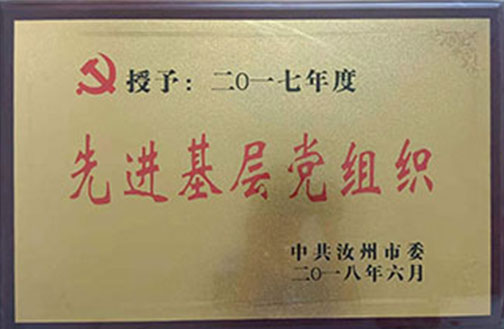 授予：二〇一七年度
先进基层党组织
中共汝州市委
二〇一八年六月